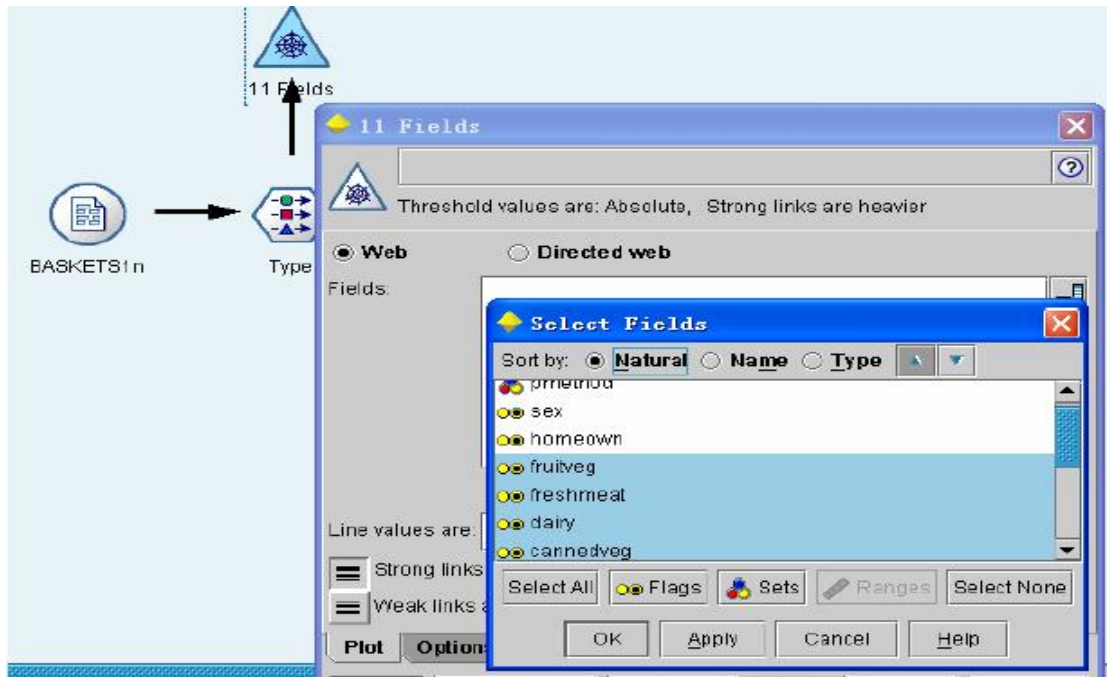 11 Fields
BASKETS1n
Type
11 Fields
Threshold values are: Absolute, Strong links are heavier
Web
Directed web
Fields:
Select Fields
Sort by: Natural Name Type
sex
homeown
fruitveg
freshmeat
dairy
cannedveg
Line values are:
Strong links
Weak links
Select All Flags Sets Ranges Select None
OK Apply Cancel Help
Plot Option